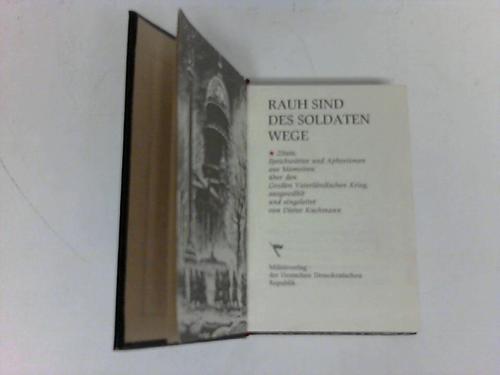 RAUH SIND
DES SOLDATEN
WEGE
Zitate,
Sprichwörter und Aphorismen
aus Memoiren
über den
Großen Vaterländischen Krieg,
ausgewählt
und eingeleitet
von Dieter Kuchmann
Militärverlag
der Deutschen Demokratischen
Republik